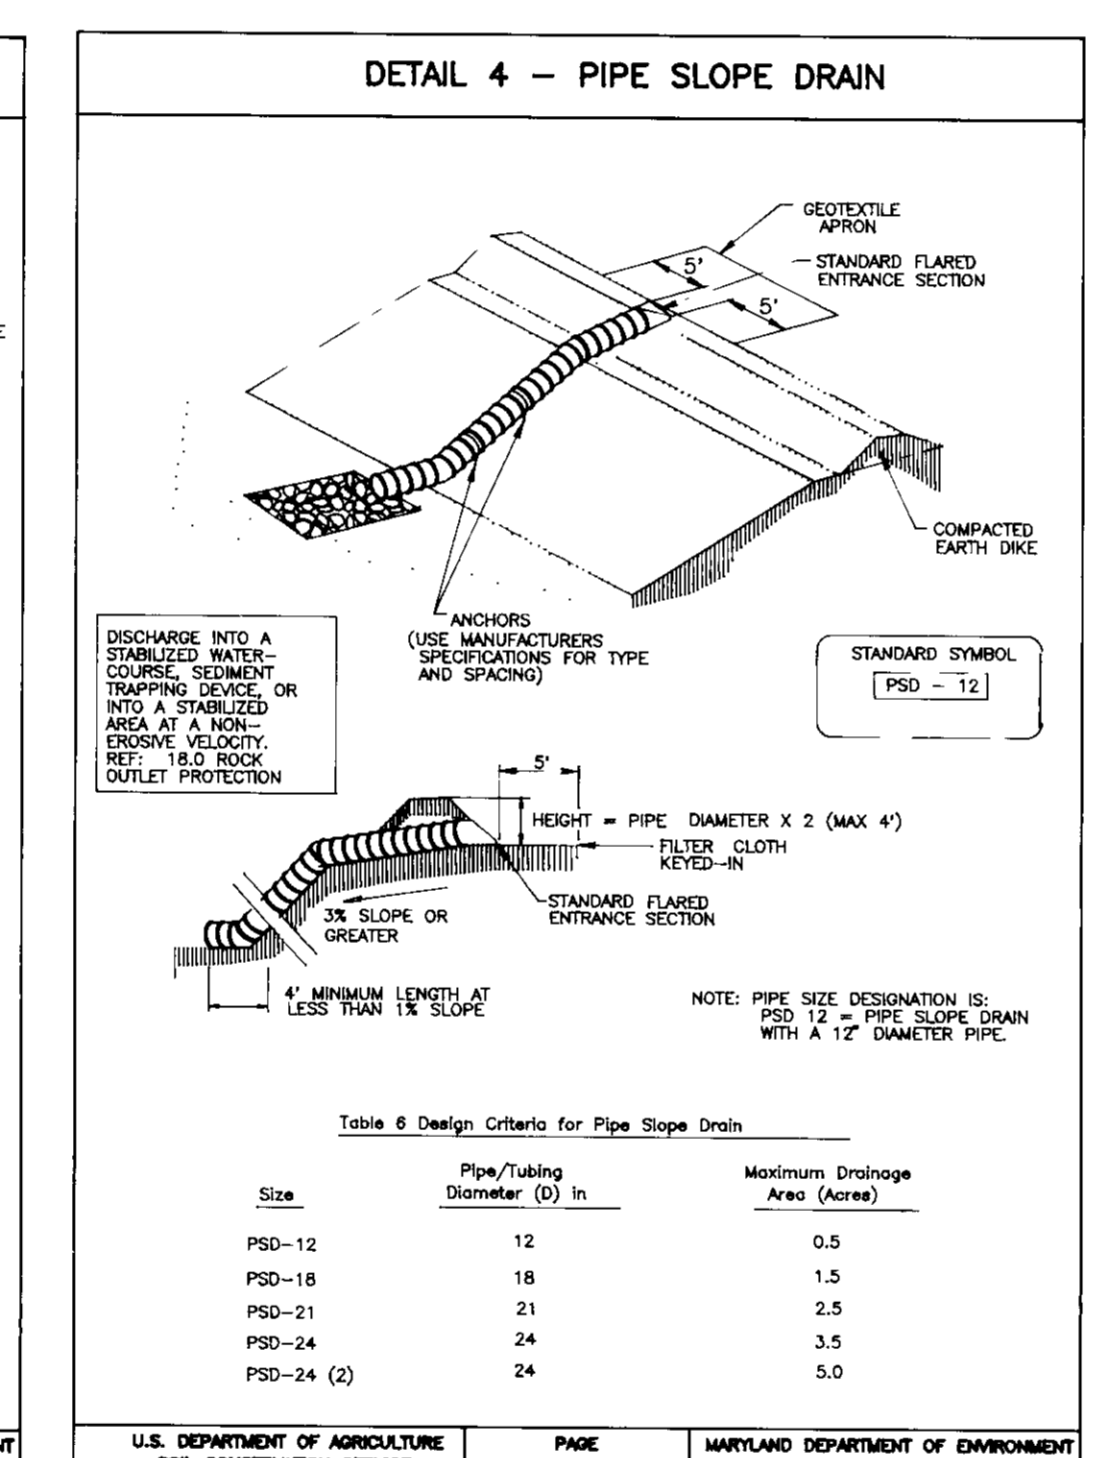 DETAIL 4 - PIPE SLOPE DRAIN
GEOTEXTILE
APRON
STANDARD FLARED
ENTRANCE SECTION
5'
5'
COMPACTED
EARTH DIKE
ANCHORS
(USE MANUFACTURERS
SPECIFICATIONS FOR TYPE
AND SPACING)
DISCHARGE INTO A
STABILIZED WATER-
COURSE, SEDIMENT
TRAPPING DEVICE, OR
INTO A STABILIZED
AREA AT A NON-
EROSIVE VELOCITY.
REF: 18.0 ROCK
OUTLET PROTECTION
STANDARD SYMBOL
PSD - 12
5'
HEIGHT = PIPE DIAMETER X 2 (MAX 4')
FILTER CLOTH
KEYED-IN
STANDARD FLARED
ENTRANCE SECTION
3% SLOPE OR
GREATER
4' MINIMUM LENGTH AT
LESS THAN 1% SLOPE
NOTE: PIPE SIZE DESIGNATION IS:
PSD 12 = PIPE SLOPE DRAIN
WITH A 12" DIAMETER PIPE.
Table 6 Design Criteria for Pipe Slope Drain
Size Pipe/Tubing Diameter (D) in Maximum Drainage Area (Acres)
PSD-12 12 0.5
PSD-18 18 1.5
PSD-21 21 2.5
PSD-24 24 3.5
PSD-24 (2) 24 5.0
U.S. DEPARTMENT OF AGRICULTURE PAGE MARYLAND DEPARTMENT OF ENVIRONMENT